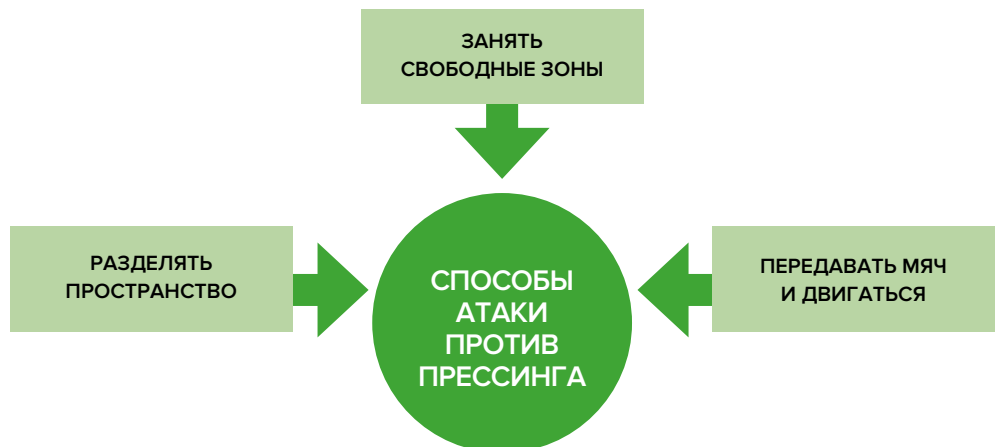 ЗАНЯТЬ
СВОБОДНЫЕ ЗОНЫ
РАЗДЕЛЯТЬ
ПРОСТРАНСТВО
СПОСОБЫ
АТАКИ
ПРОТИВ
ПРЕССИНГА
ПЕРЕДАВАТЬ МЯЧ
И ДВИГАТЬСЯ